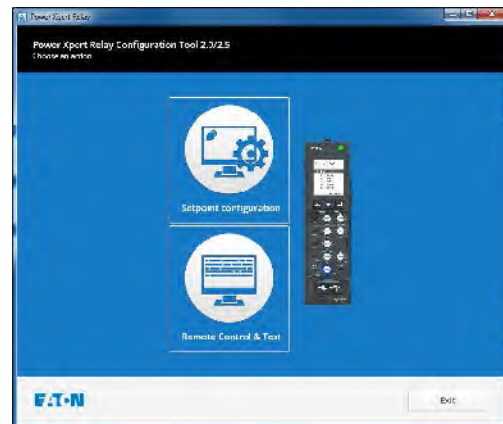 Power Xpert Relay
Power Xpert Relay Configuration Tool 2.0/2.5
Choose an action
Setpoint configuration
Remote Control & Test
EATON
Exit